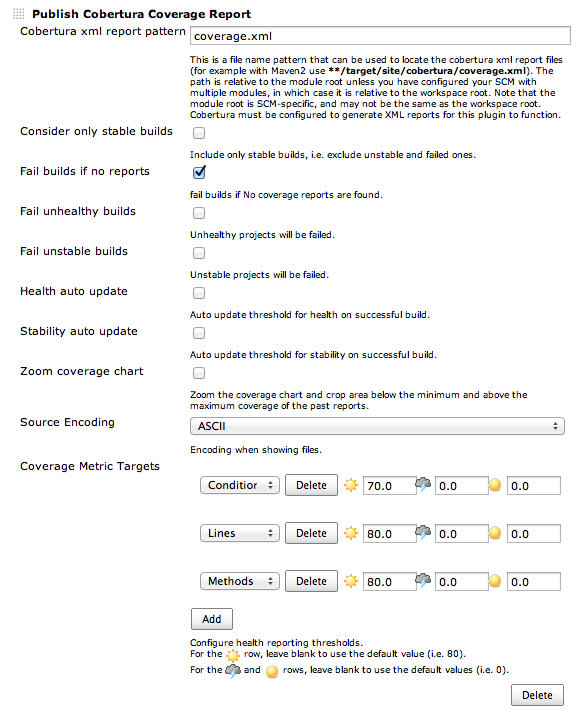 Publish Cobertura Coverage Report
Cobertura xml report pattern coverage.xml
This is a file name pattern that can be used to locate the cobertura xml report files
(for example with Maven2 use **/target/site/cobertura/coverage.xml). The
path is relative to the module root unless you have configured your SCM with
multiple modules, in which case it is relative to the workspace root. Note that the
module root is SCM-specific, and may not be the same as the workspace root.
Cobertura must be configured to generate XML reports for this plugin to function.
Consider only stable builds
Include only stable builds, i.e. exclude unstable and failed ones.
Fail builds if no reports
fail builds if No coverage reports are found.
Fail unhealthy builds
Unhealthy projects will be failed.
Fail unstable builds
Unstable projects will be failed.
Health auto update
Auto update threshold for health on successful build.
Stability auto update
Auto update threshold for stability on successful build.
Zoom coverage chart
Zoom the coverage chart and crop area below the minimum and above the
maximum coverage of the past reports.
Source Encoding ASCII
Encoding when showing files.
Coverage Metric Targets
Condition Delete 70.0 0.0 0.0
Lines Delete 80.0 0.0 0.0
Methods Delete 80.0 0.0 0.0
Add
Configure health reporting thresholds.
For the row, leave blank to use the default value (i.e. 80).
For the and rows, leave blank to use the default values (i.e. 0).
Delete